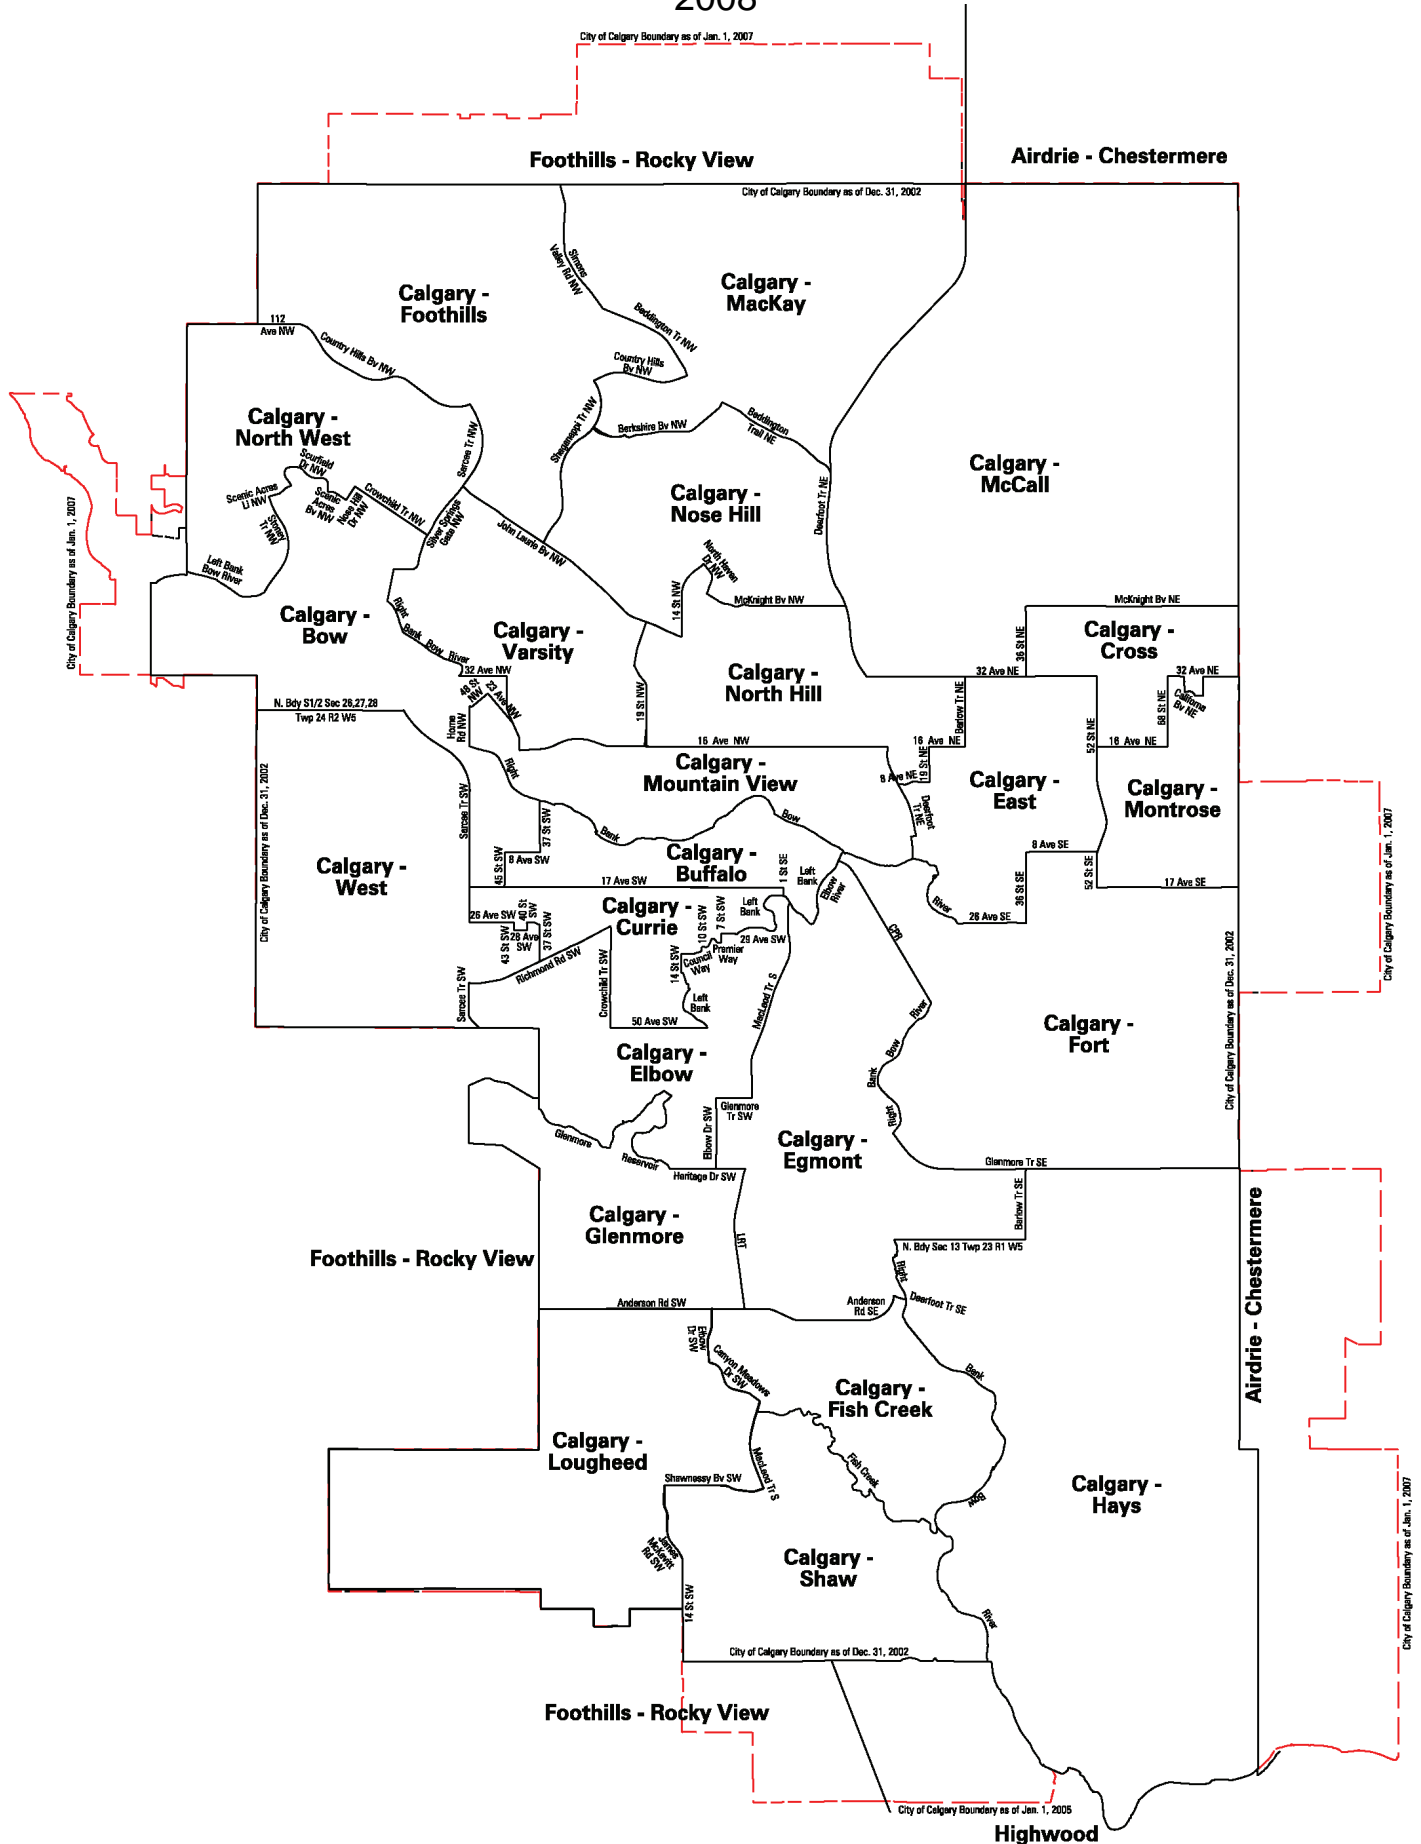 2008
City of Calgary Boundary as of Jan. 1, 2007
Foothills - Rocky View
Airdrie - Chestermere
City of Calgary Boundary as of Dec. 31, 2002
Simons
Valley Rd NW
Calgary -
MacKay
Calgary -
Foothills
Beddington Tr NW
112
Ave NW
Country Hills Bv NW
Country Hills
Bv NW
Calgary -
North West
Shaganappi Tr NW
Berkshire Bv NW
Beddington
Trail NE
Sarcee Tr NW
Scurfield
Dr NW
Calgary -
McCall
Scenic Acres
Li NW
Scenic
Acres
Bv NW
Nose Hill
Dr NW
Crowchild Tr NW
Calgary -
Nose Hill
Deerfoot Tr NE
Stoney
Tr NW
Silver Springs
Gate NW
John Laurie Bv NW
City of Calgary Boundary as of Jan. 1, 2007
Left Bank
Bow River
North Haven
Dr NW
14 St NW
McKnight Bv NW
McKnight Bv NE
Calgary -
Bow
Right
Bank Bow River
Calgary -
Varsity
36 St NE
Calgary -
Cross
32 Ave NW
48 St
NW
23 Ave NW
19 St NW
Calgary -
North Hill
32 Ave NE
32 Ave NE
Barlow Tr NE
68 St NE
California
Bv NE
N. Bdy S1/2 Sec 26,27,28
Twp 24 R2 W5
Home
Rd NW
16 Ave NW
16 Ave NE
52 St NE
16 Ave NE
Right
Calgary -
Mountain View
19 St NE
8 Ave NE
Calgary -
East
Calgary -
Montrose
City of Calgary Boundary as of Dec. 31, 2002
Sarcee Tr SW
37 St SW
Bank
Bow
Deerfoot
Tr NE
City of Calgary Boundary as of Jan. 1, 2007
Calgary -
West
45 St SW
8 Ave SW
Calgary -
Buffalo
1 St SE
Left
Bank
8 Ave SE
17 Ave SW
Elbow
River
River
36 St SE
52 St SE
17 Ave SE
26 Ave SW
40 St
SW
Calgary -
Currie
Left
Bank
26 Ave SE
43 St SW
28 Ave
SW
37 St SW
10 St SW
7 St SW
29 Ave SW
CPR
Richmond Rd SW
14 St SW
Council
Way
Premier
Way
Sarcee Tr SW
Crowchild Tr SW
Left
Bank
MacLeod Tr S
50 Ave SW
River
Calgary -
Fort
City of Calgary Boundary as of Dec. 31, 2002
Calgary -
Elbow
Bow
Bank
Right
Elbow Dr SW
Glenmore
Tr SW
Glenmore
Reservoir
Calgary -
Egmont
Heritage Dr SW
Glenmore Tr SE
Barlow Tr SE
Calgary -
Glenmore
LRT
N. Bdy Sec 13 Twp 23 R1 W5
Foothills - Rocky View
Right
Airdrie - Chestermere
Anderson Rd SW
Anderson
Rd SE
Deerfoot Tr SE
Elbow
Dr SW
Canyon Meadows
Dr SW
Bank
Calgary -
Fish Creek
Calgary -
Lougheed
MacLeod Tr S
Fish Creek
Shawnessy Bv SW
Bow
Calgary -
Hays
James
McKevitt
Rd SW
Calgary -
Shaw
14 St SW
River
City of Calgary Boundary as of Jan. 1, 2007
City of Calgary Boundary as of Dec. 31, 2002
Foothills - Rocky View
City of Calgary Boundary as of Jan. 1, 2005
Highwood